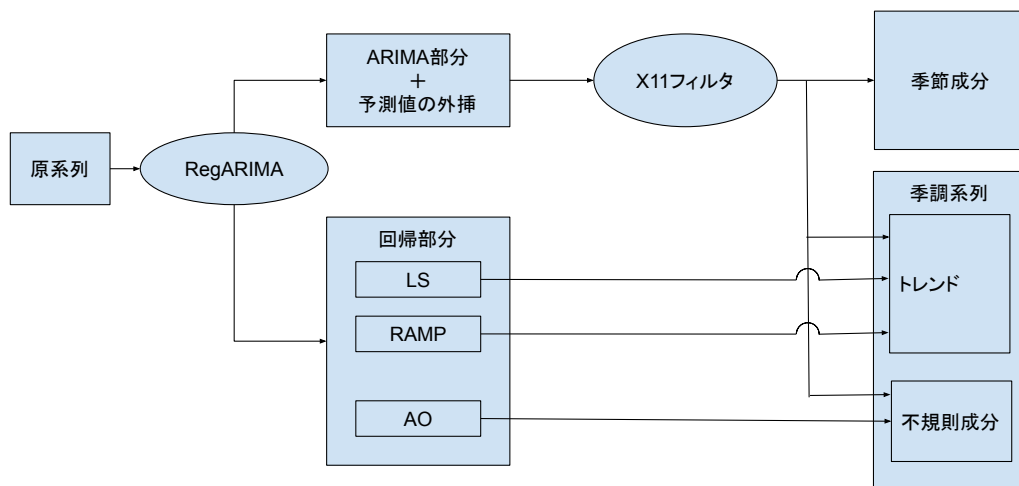 原系列
RegARIMA
ARIMA部分
＋
予測値の外挿
X11フィルタ
季節成分
回帰部分
LS
RAMP
AO
季調系列
トレンド
不規則成分